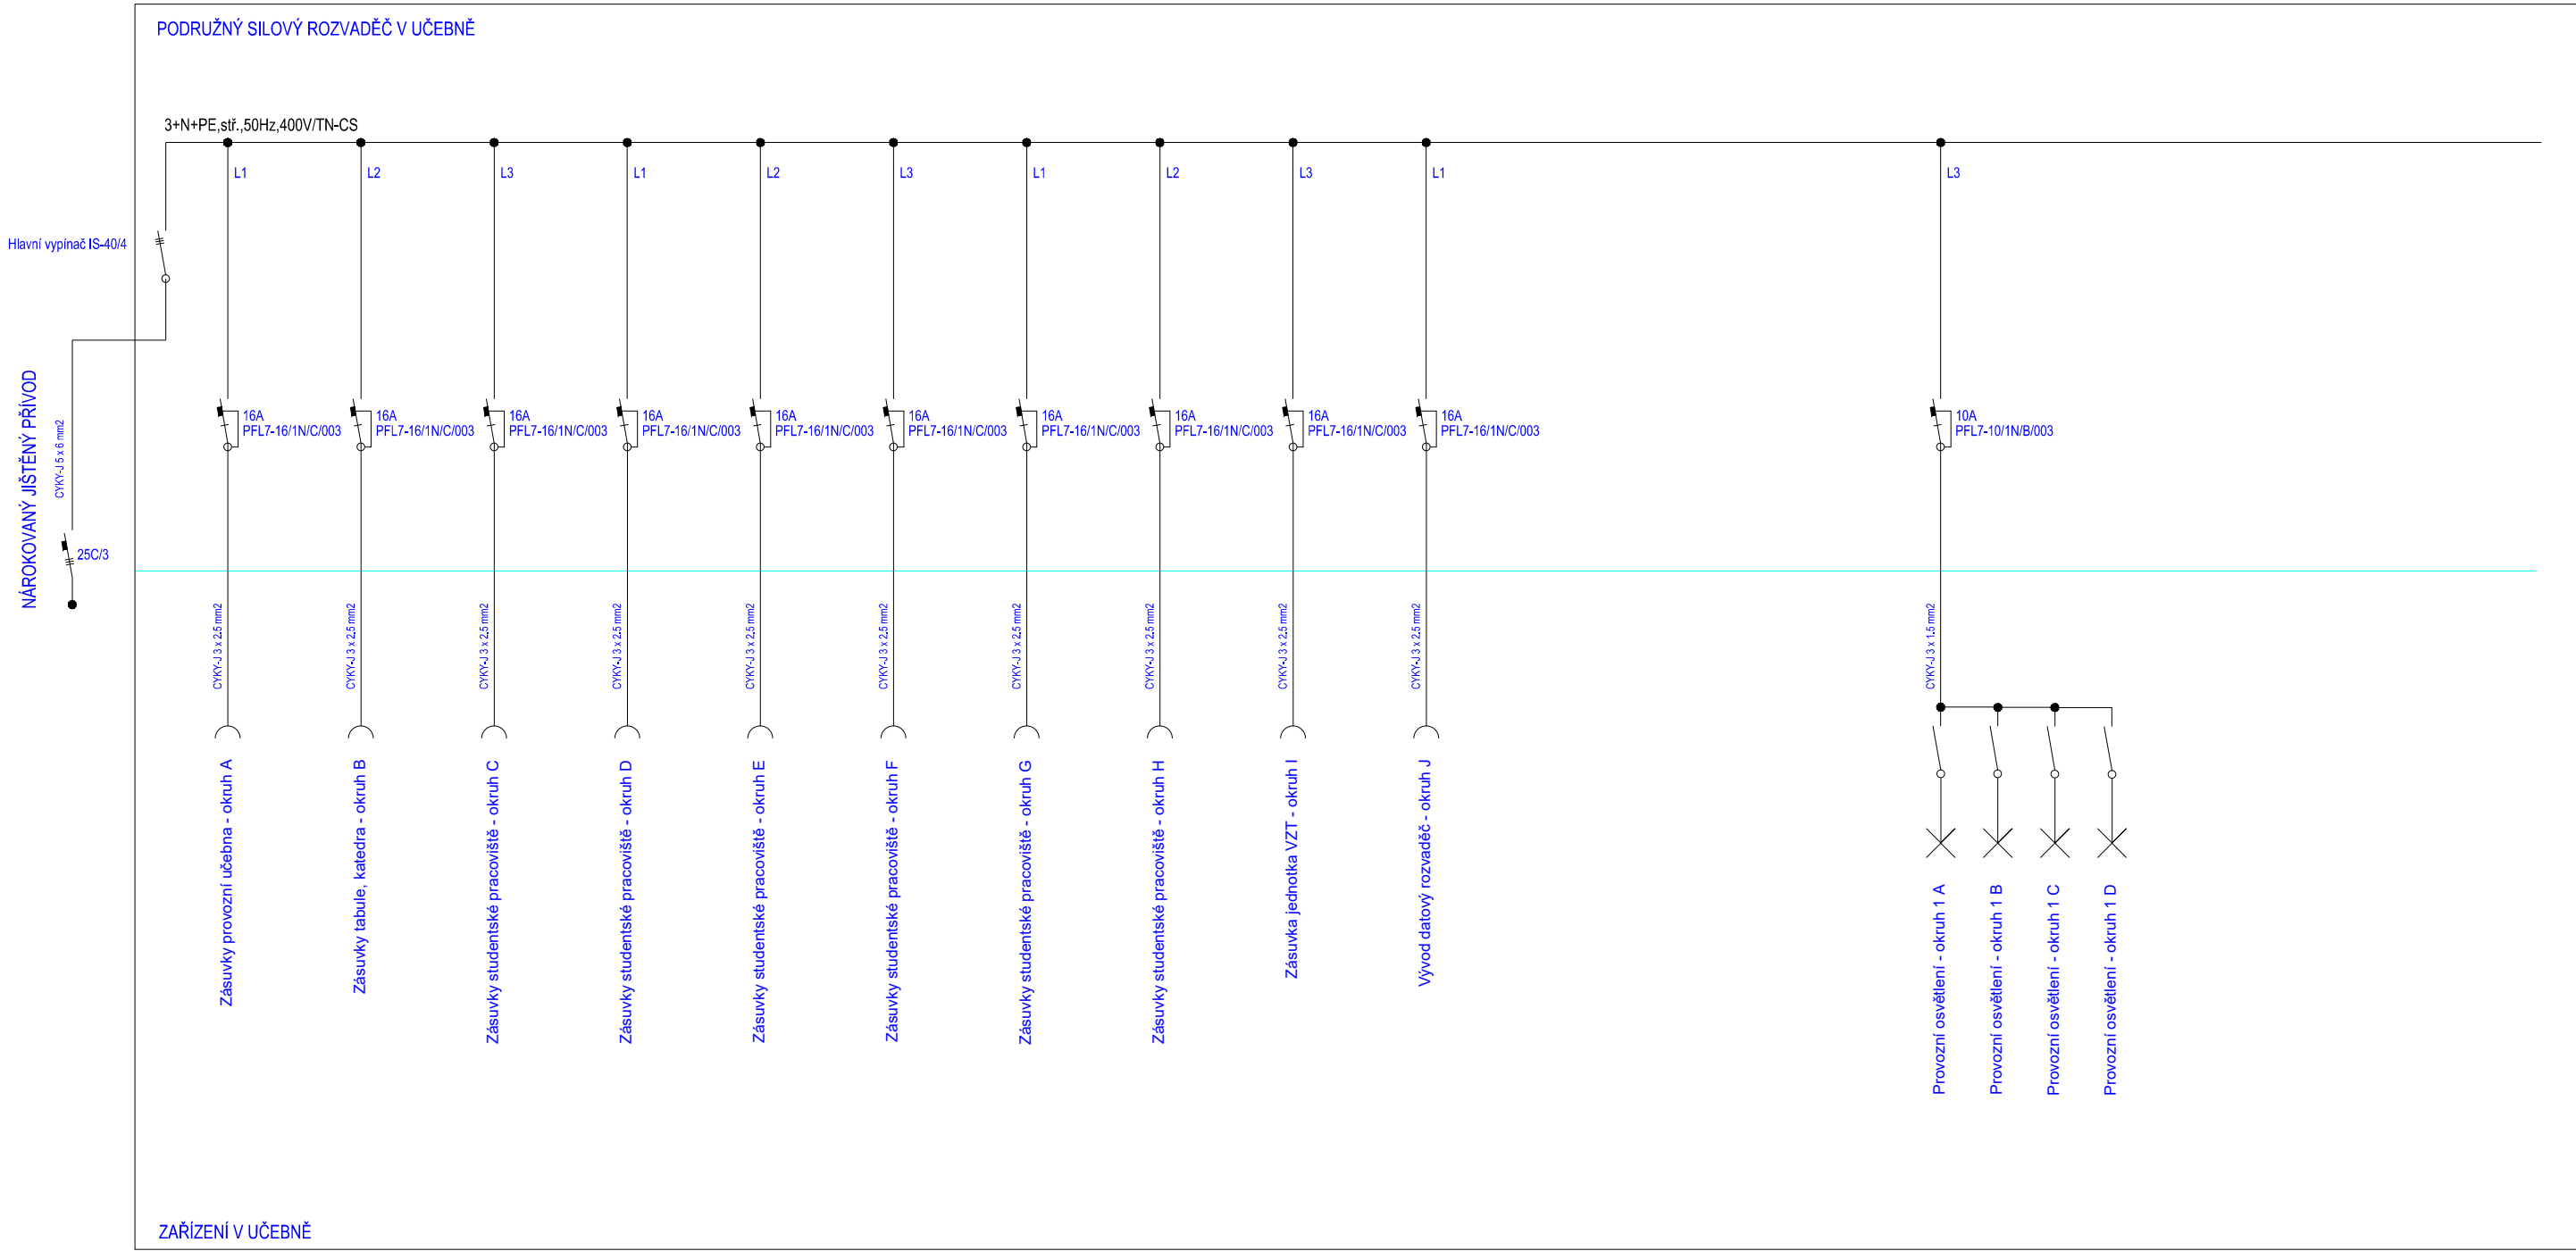 PODRUŽNÝ SILOVÝ ROZVADĚČ V UČEBNĚ
3+N+PE,stř.,50Hz,400V/TN-CS
L1
L2
L3
L1
L2
L3
L1
L2
L3
L1
L3
Hlavní vypínač IS-40/4
NÁROKOVANÝ JIŠTĚNÝ PŘÍVOD
CYKY-J 5 x 6 mm2
25C/3
16A
PFL7-16/1N/C/003
16A
PFL7-16/1N/C/003
16A
PFL7-16/1N/C/003
16A
PFL7-16/1N/C/003
16A
PFL7-16/1N/C/003
16A
PFL7-16/1N/C/003
16A
PFL7-16/1N/C/003
16A
PFL7-16/1N/C/003
16A
PFL7-16/1N/C/003
16A
PFL7-16/1N/C/003
10A
PFL7-10/1N/B/003
CYKY-J 3 x 2,5 mm2
CYKY-J 3 x 2,5 mm2
CYKY-J 3 x 2,5 mm2
CYKY-J 3 x 2,5 mm2
CYKY-J 3 x 2,5 mm2
CYKY-J 3 x 2,5 mm2
CYKY-J 3 x 2,5 mm2
CYKY-J 3 x 2,5 mm2
CYKY-J 3 x 2,5 mm2
CYKY-J 3 x 2,5 mm2
CYKY-J 3 x 1,5 mm2
Zásuvky provozní učebna - okruh A
Zásuvky tabule, katedra - okruh B
Zásuvky studentské pracoviště - okruh C
Zásuvky studentské pracoviště - okruh D
Zásuvky studentské pracoviště - okruh E
Zásuvky studentské pracoviště - okruh F
Zásuvky studentské pracoviště - okruh G
Zásuvky studentské pracoviště - okruh H
Zásuvka jednotka VZT - okruh I
Vývod datový rozvaděč - okruh J
Provozní osvětlení - okruh 1 A
Provozní osvětlení - okruh 1 B
Provozní osvětlení - okruh 1 C
Provozní osvětlení - okruh 1 D
ZAŘÍZENÍ V UČEBNĚ